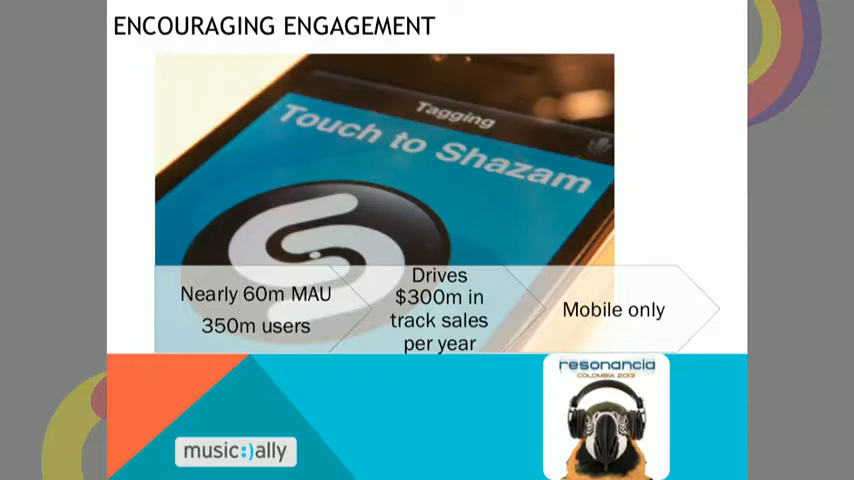 ENCOURAGING ENGAGEMENT
Tagging
Touch to Shazam
Nearly 60m MAU
350m users
Drives
$300m in
track sales
per year
Mobile only
music:)ally
resonancia
COLOMBIA 2013